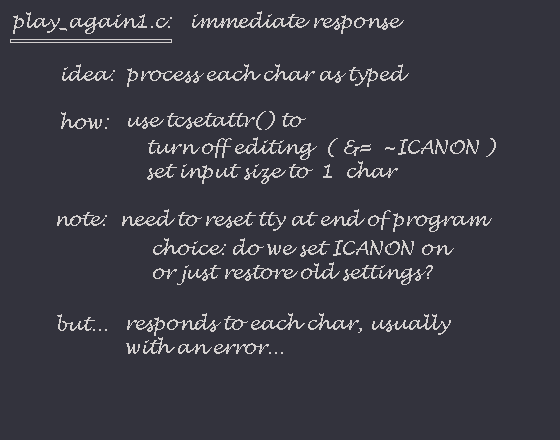 play_again1.c: immediate response
idea: process each char as typed
how: use tcsetattr() to
turn off editing ( &= ~ICANON )
set input size to 1 char
note: need to reset tty at end of program
choice: do we set ICANON on
or just restore old settings?
but... responds to each char, usually
with an error...